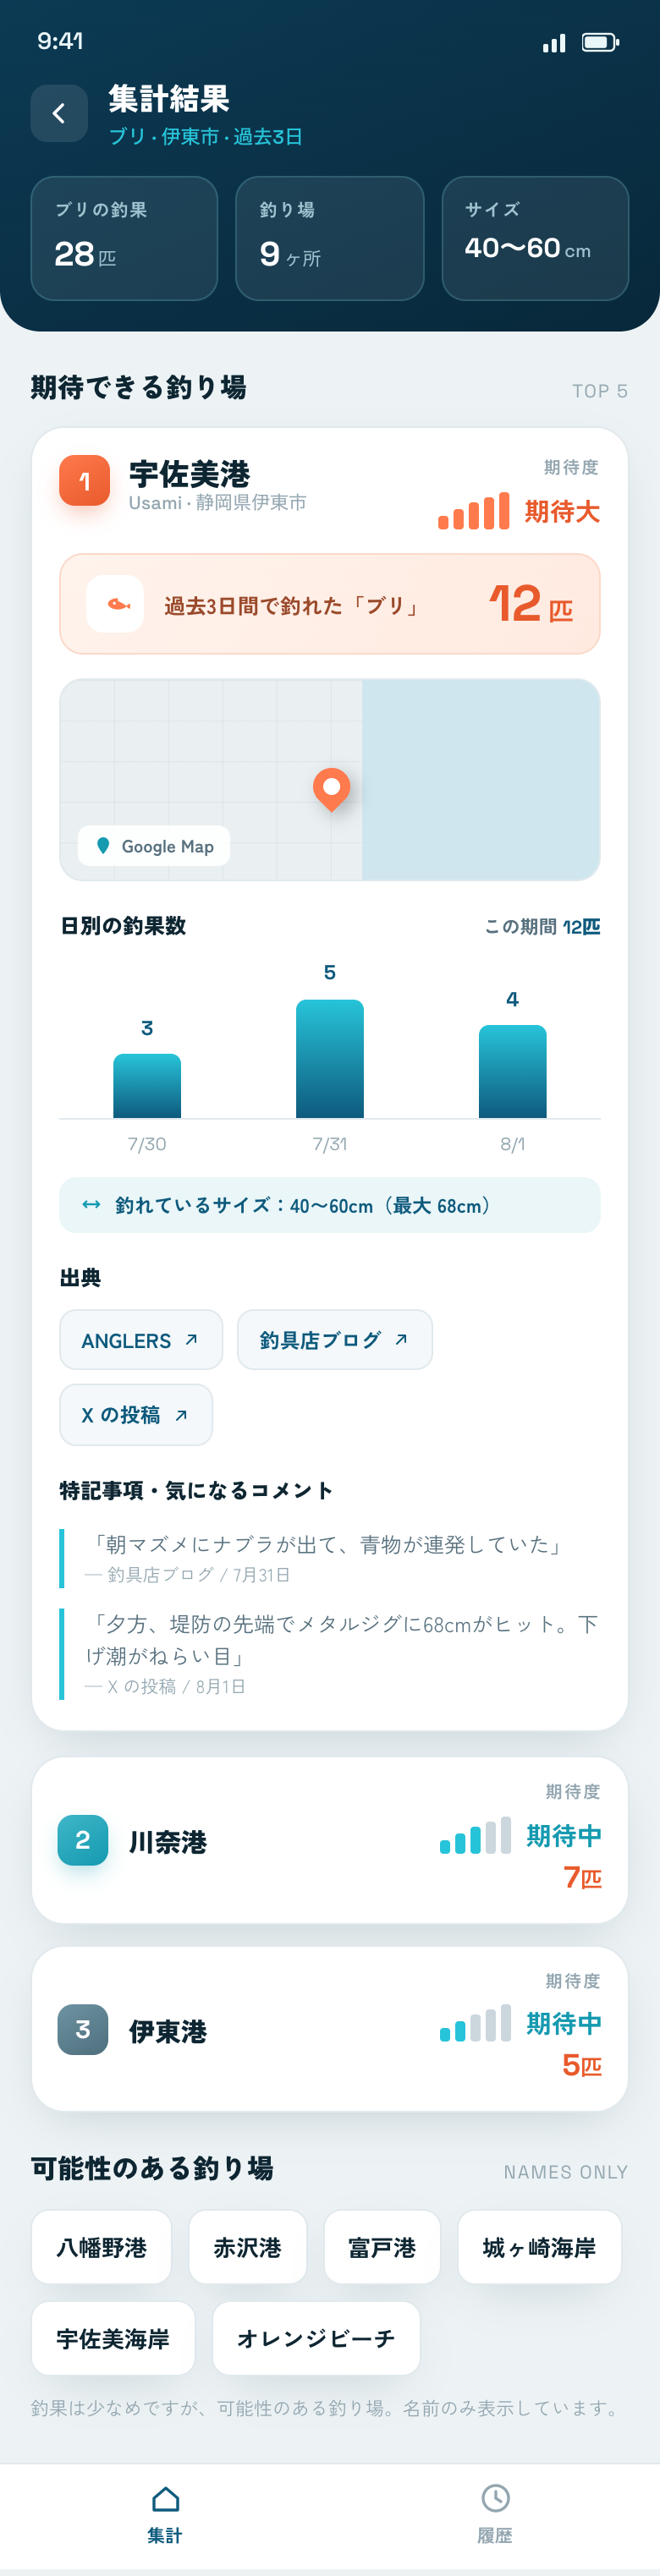 9:41
集計結果
ブリ · 伊東市 · 過去3日
ブリの釣果
28匹
釣り場
9ヶ所
サイズ
40〜60cm
期待できる釣り場
TOP 5
1
宇佐美港
Usami · 静岡県伊東市
期待度
期待大
過去3日間で釣れた「ブリ」
12匹
Google Map
日別の釣果数
この期間 12匹
3
5
4
7/30
7/31
8/1
釣れているサイズ：40〜60cm（最大 68cm）
出典
ANGLERS
釣具店ブログ
X の投稿
特記事項・気になるコメント
「朝マズメにナブラが出て、青物が連発していた」
— 釣具店ブログ / 7月31日
「夕方、堤防の先端でメタルジグに68cmがヒット。下
げ潮がねらい目」
— X の投稿 / 8月1日
2
川奈港
期待度
期待中
7匹
3
伊東港
期待度
期待中
5匹
可能性のある釣り場
NAMES ONLY
八幡野港
赤沢港
富戸港
城ヶ崎海岸
宇佐美海岸
オレンジビーチ
釣果は少なめですが、可能性のある釣り場。名前のみ表示しています。
集計
履歴